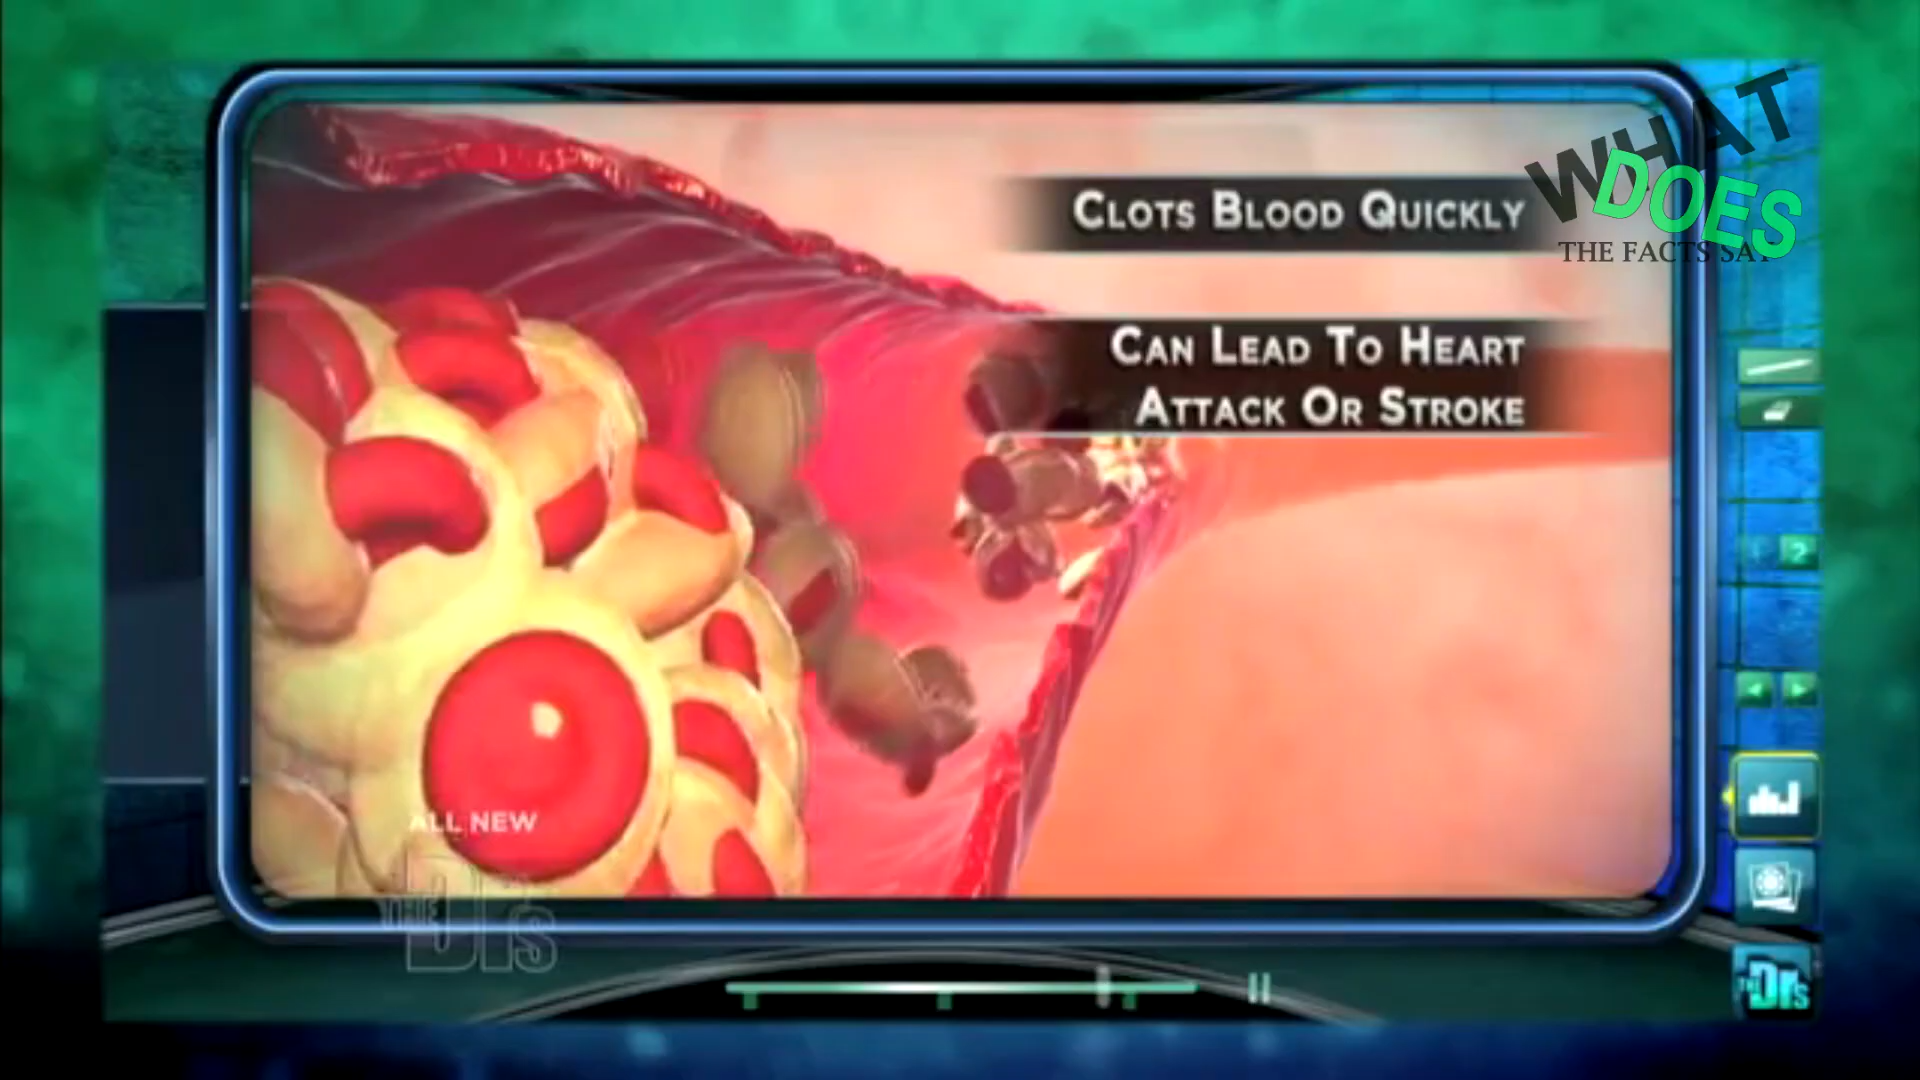 WHAT
DOES
THE FACTS SAY
CLOTS BLOOD QUICKLY
CAN LEAD TO HEART
ATTACK OR STROKE
?
ALL NEW
THE
Drs
THE Drs